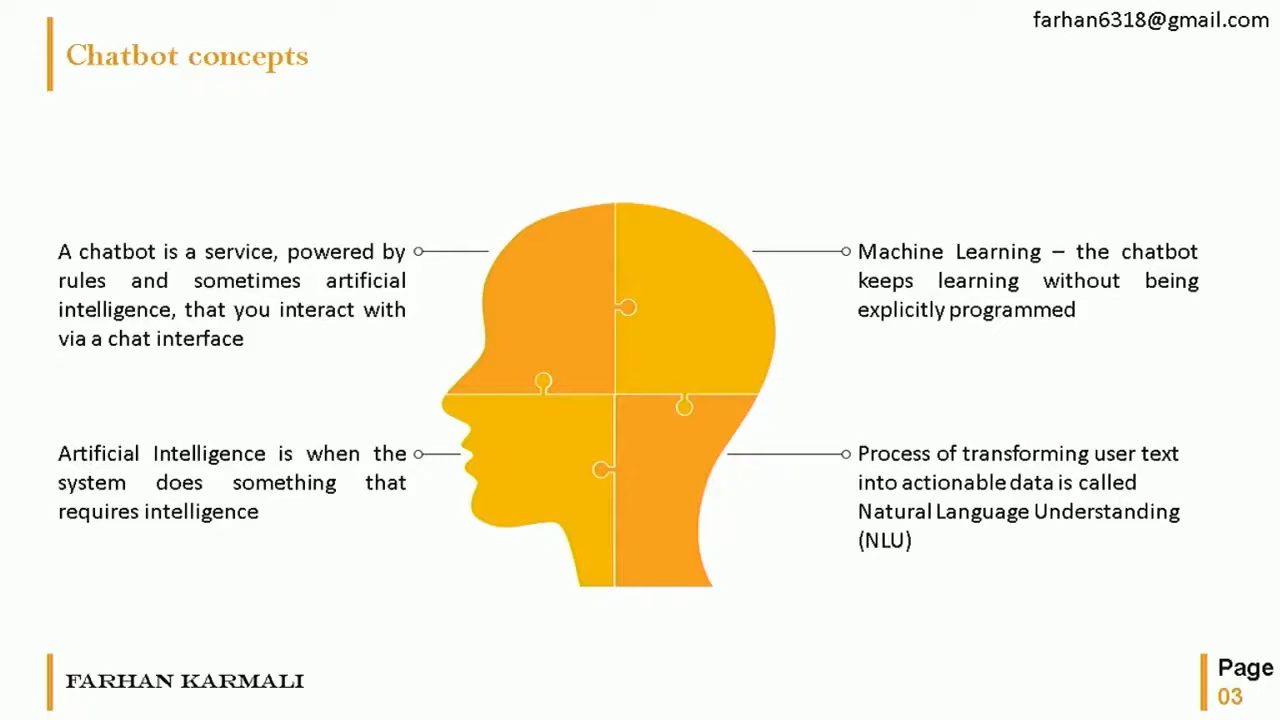 farhan6318@gmail.com
Chatbot concepts
A chatbot is a service, powered by
rules and sometimes artificial
intelligence, that you interact with
via a chat interface
Machine Learning – the chatbot
keeps learning without being
explicitly programmed
Artificial Intelligence is when the
system does something that
requires intelligence
Process of transforming user text
into actionable data is called
Natural Language Understanding
(NLU)
FARHAN KARMALI
Page
03